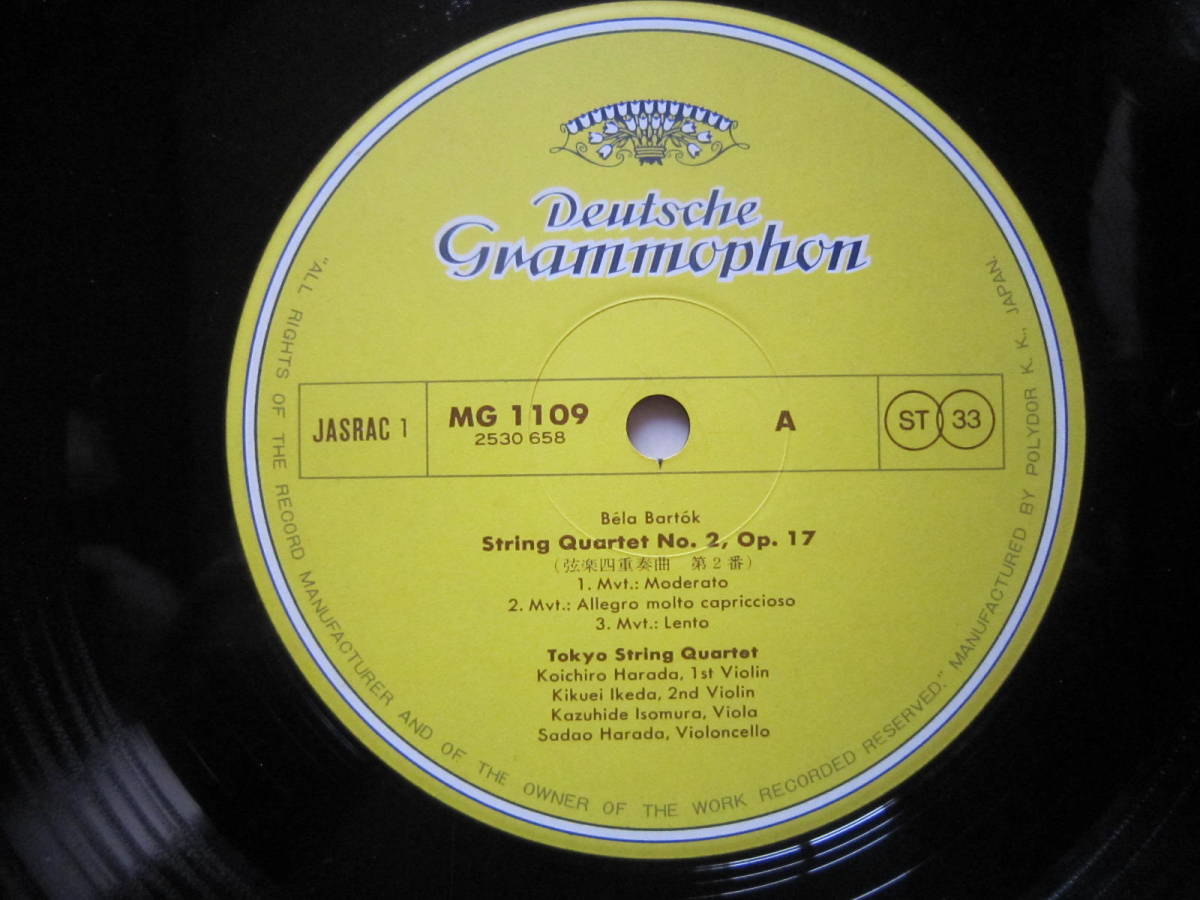 Deutsche
Grammophon
JASRAC 1
MG 1109
2530 658
A
ST 33
Béla Bartók
String Quartet No. 2, Op. 17
(弦楽四重奏曲 第2番)
1. Mvt.: Moderato
2. Mvt.: Allegro molto capriccioso
3. Mvt.: Lento
Tokyo String Quartet
Koichiro Harada, 1st Violin
Kikuei Ikeda, 2nd Violin
Kazuhide Isomura, Viola
Sadao Harada, Violoncello
"ALL RIGHTS OF THE RECORD MANUFACTURER AND OF THE OWNER OF THE WORK RECORDED RESERVED." MANUFACTURED BY POLYDOR K. K., JAPAN.